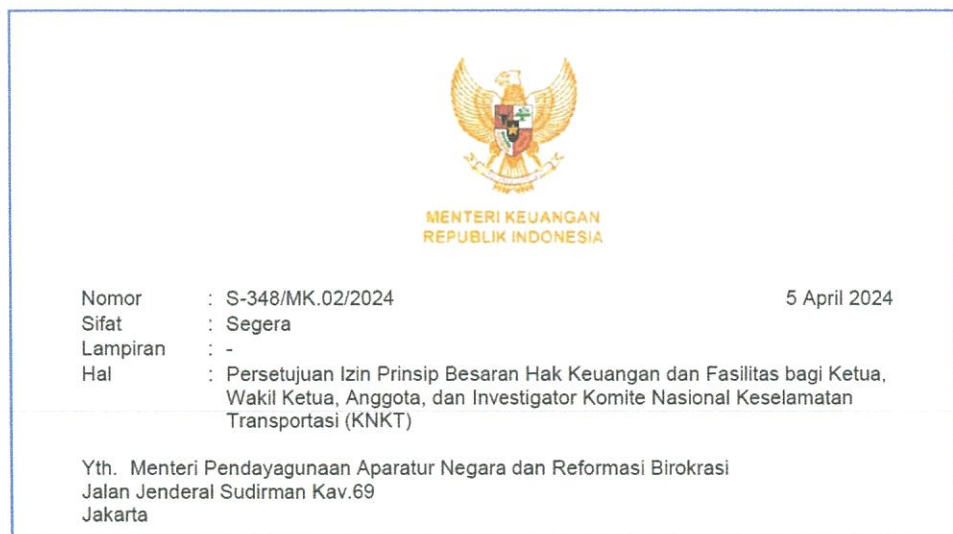 MENTERI KEUANGAN
REPUBLIK INDONESIA
Nomor : S-348/MK.02/2024 5 April 2024
Sifat : Segera
Lampiran : -
Hal : Persetujuan Izin Prinsip Besaran Hak Keuangan dan Fasilitas bagi Ketua,
Wakil Ketua, Anggota, dan Investigator Komite Nasional Keselamatan
Transportasi (KNKT)
Yth. Menteri Pendayagunaan Aparatur Negara dan Reformasi Birokrasi
Jalan Jenderal Sudirman Kav.69
Jakarta